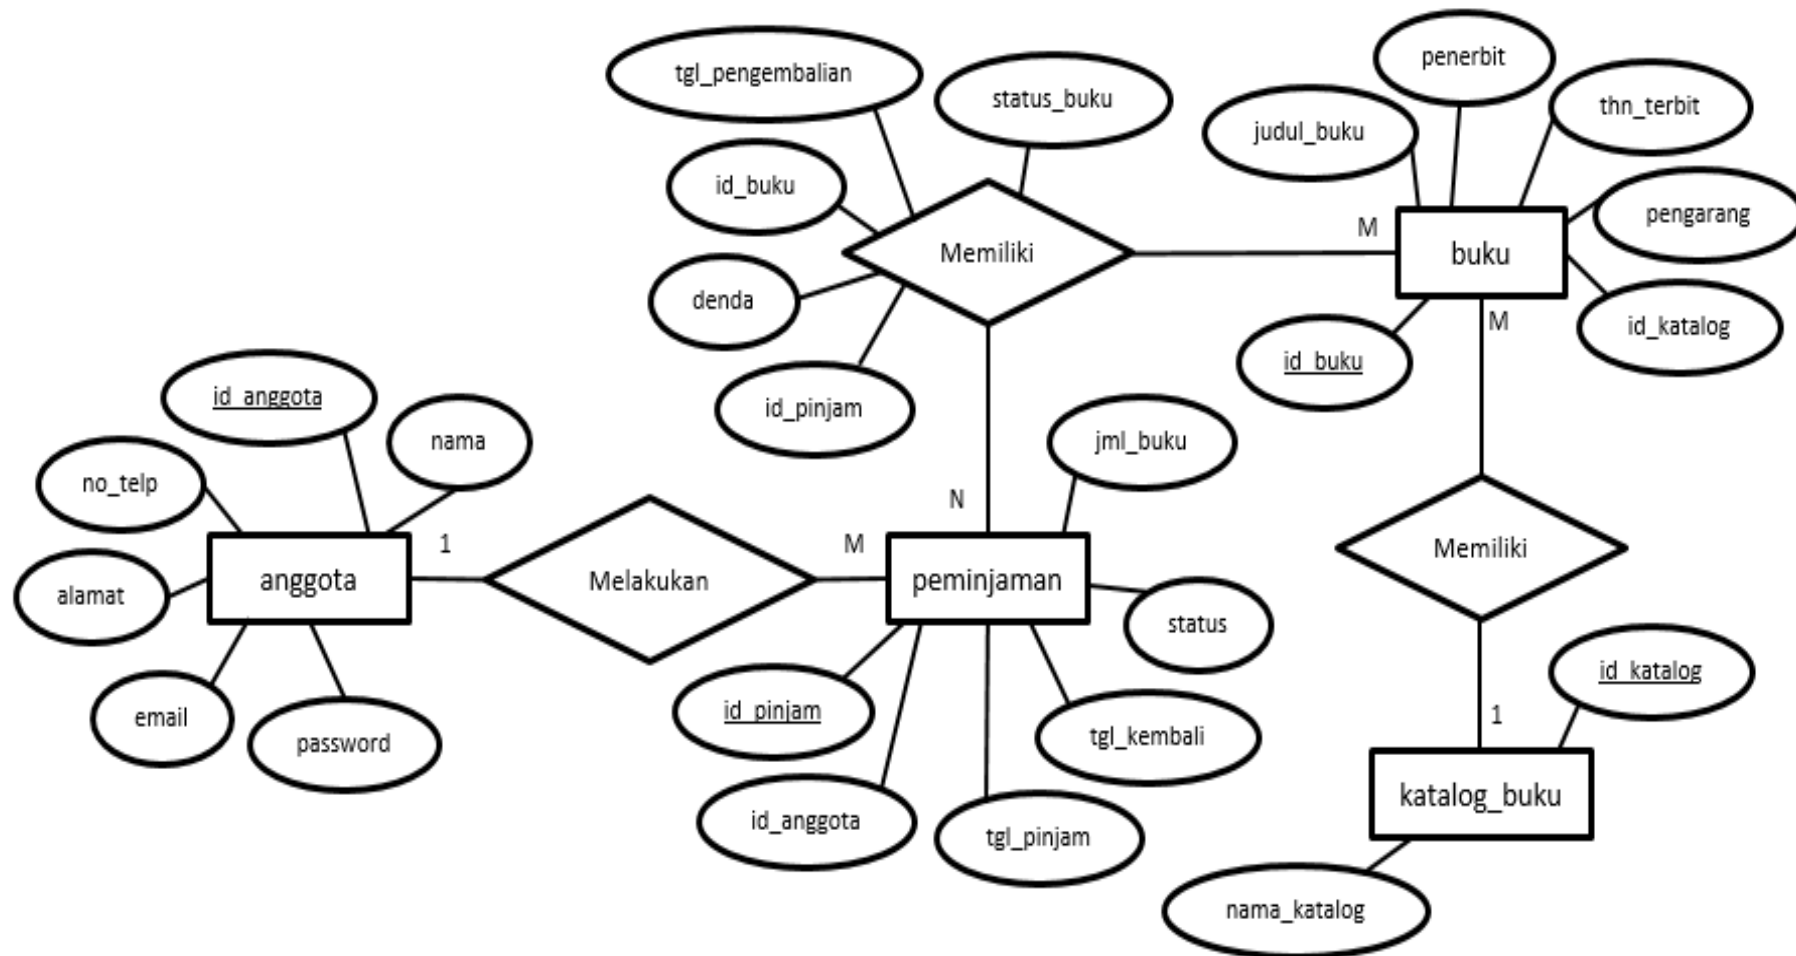 penerbit
tgl_pengembalian
status_buku
thn_terbit
judul_buku
id_buku
pengarang
M
Memiliki
buku
denda
id_katalog
M
id_buku
id_anggota
id_pinjam
nama
jml_buku
no_telp
N
1
M
Memiliki
anggota
Melakukan
peminjaman
alamat
status
id_katalog
email
id_pinjam
1
password
tgl_kembali
katalog_buku
id_anggota
tgl_pinjam
nama_katalog